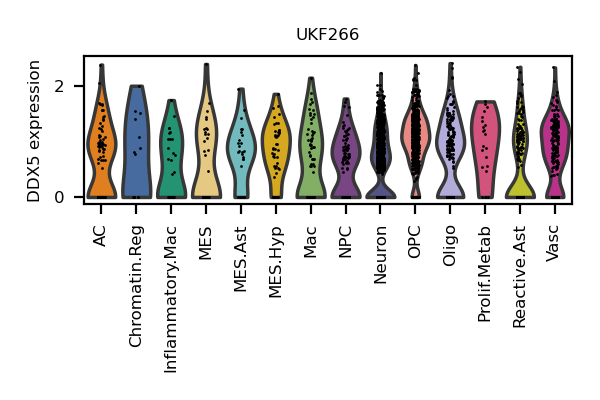 UKF266
DDX5 expression
2
0
AC
Chromatin.Reg
Inflammatory.Mac
MES
MES.Ast
MES.Hyp
Mac
NPC
Neuron
OPC
Oligo
Prolif.Metab
Reactive.Ast
Vasc